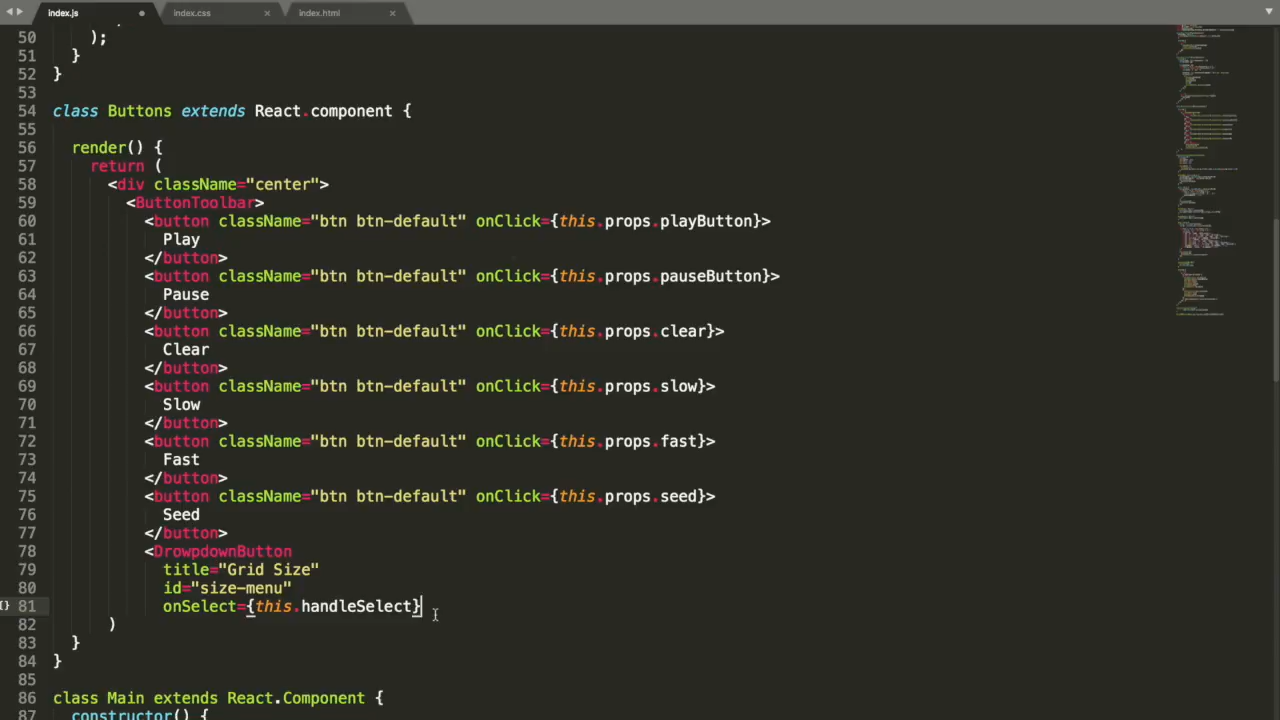 index.js
index.css
index.html
50 );
51 }
52 }
53
54 class Buttons extends React.component {
55
56 render() {
57 return (
58 <div className="center">
59 <ButtonToolbar>
60 <button className="btn btn-default" onClick={this.props.playButton}>
61 Play
62 </button>
63 <button className="btn btn-default" onClick={this.props.pauseButton}>
64 Pause
65 </button>
66 <button className="btn btn-default" onClick={this.props.clear}>
67 Clear
68 </button>
69 <button className="btn btn-default" onClick={this.props.slow}>
70 Slow
71 </button>
72 <button className="btn btn-default" onClick={this.props.fast}>
73 Fast
74 </button>
75 <button className="btn btn-default" onClick={this.props.seed}>
76 Seed
77 </button>
78 <DrowpdownButton
79 title="Grid Size"
80 id="size-menu"
{} 81 onSelect={this.handleSelect}
82 )
83 }
84 }
85
86 class Main extends React.Component {
87 constructor() {